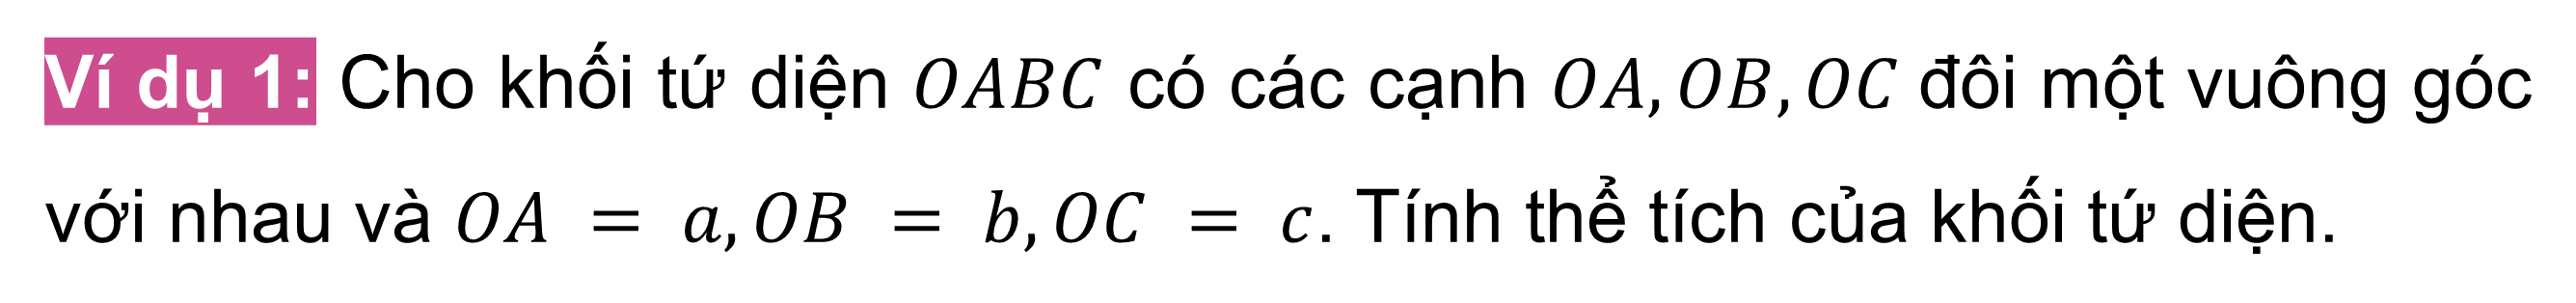 Ví dụ 1: Cho khối tứ diện OABC có các cạnh OA, OB, OC đôi một vuông góc
với nhau và OA = a, OB = b, OC = c. Tính thể tích của khối tứ diện.